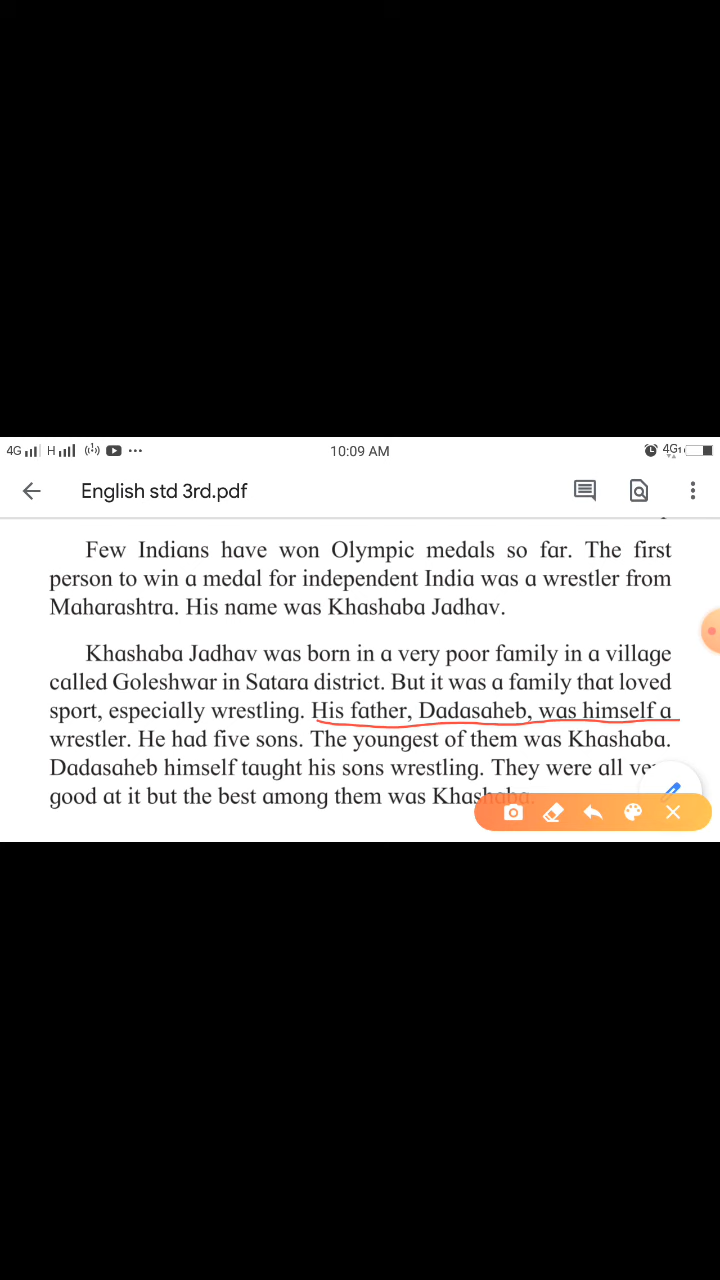 4G H 10:09 AM 4G
English std 3rd.pdf
Few Indians have won Olympic medals so far. The first
person to win a medal for independent India was a wrestler from
Maharashtra. His name was Khashaba Jadhav.
Khashaba Jadhav was born in a very poor family in a village
called Goleshwar in Satara district. But it was a family that loved
sport, especially wrestling. His father, Dadasaheb, was himself a
wrestler. He had five sons. The youngest of them was Khashaba.
Dadasaheb himself taught his sons wrestling. They were all
good at it but the best among them was Khashaba.